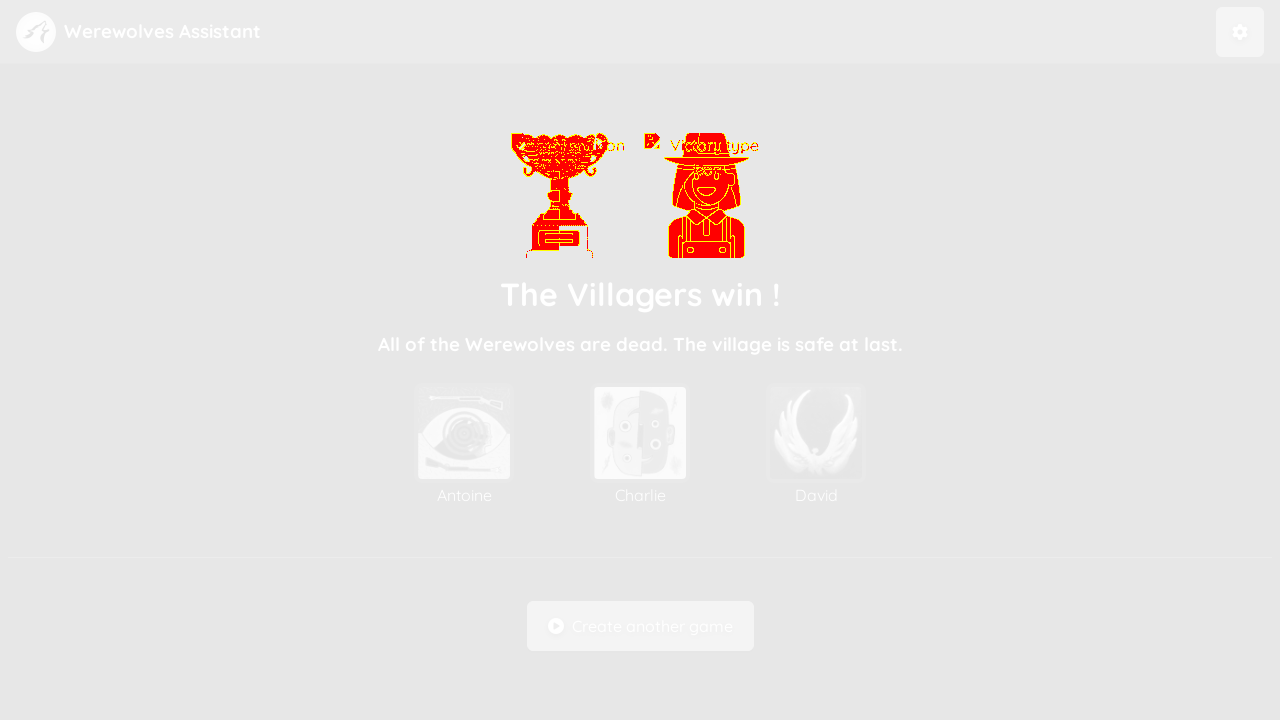 Werewolves Assistant
Victory type
The Villagers win !
All of the Werewolves are dead. The village is safe at last.
Antoine
Charlie
David
Create another game